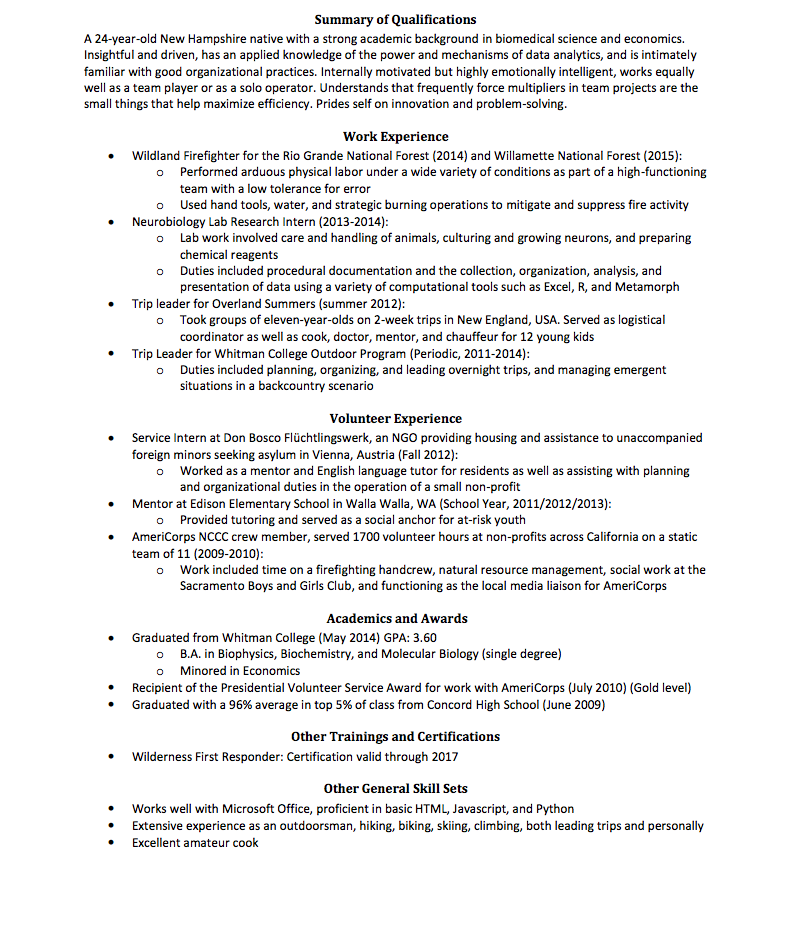 Summary of Qualifications
A 24-year-old New Hampshire native with a strong academic background in biomedical science and economics.
Insightful and driven, has an applied knowledge of the power and mechanisms of data analytics, and is intimately
familiar with good organizational practices. Internally motivated but highly emotionally intelligent, works equally
well as a team player or as a solo operator. Understands that frequently force multipliers in team projects are the
small things that help maximize efficiency. Prides self on innovation and problem-solving.
Work Experience
• Wildland Firefighter for the Rio Grande National Forest (2014) and Willamette National Forest (2015):
o Performed arduous physical labor under a wide variety of conditions as part of a high-functioning
team with a low tolerance for error
o Used hand tools, water, and strategic burning operations to mitigate and suppress fire activity
• Neurobiology Lab Research Intern (2013-2014):
o Lab work involved care and handling of animals, culturing and growing neurons, and preparing
chemical reagents
o Duties included procedural documentation and the collection, organization, analysis, and
presentation of data using a variety of computational tools such as Excel, R, and Metamorph
• Trip leader for Overland Summers (summer 2012):
o Took groups of eleven-year-olds on 2-week trips in New England, USA. Served as logistical
coordinator as well as cook, doctor, mentor, and chauffeur for 12 young kids
• Trip Leader for Whitman College Outdoor Program (Periodic, 2011-2014):
o Duties included planning, organizing, and leading overnight trips, and managing emergent
situations in a backcountry scenario
Volunteer Experience
• Service Intern at Don Bosco Flüchtlingswerk, an NGO providing housing and assistance to unaccompanied
foreign minors seeking asylum in Vienna, Austria (Fall 2012):
o Worked as a mentor and English language tutor for residents as well as assisting with planning
and organizational duties in the operation of a small non-profit
• Mentor at Edison Elementary School in Walla Walla, WA (School Year, 2011/2012/2013):
o Provided tutoring and served as a social anchor for at-risk youth
• AmeriCorps NCCC crew member, served 1700 volunteer hours at non-profits across California on a static
team of 11 (2009-2010):
o Work included time on a firefighting handcrew, natural resource management, social work at the
Sacramento Boys and Girls Club, and functioning as the local media liaison for AmeriCorps
Academics and Awards
• Graduated from Whitman College (May 2014) GPA: 3.60
o B.A. in Biophysics, Biochemistry, and Molecular Biology (single degree)
o Minored in Economics
• Recipient of the Presidential Volunteer Service Award for work with AmeriCorps (July 2010) (Gold level)
• Graduated with a 96% average in top 5% of class from Concord High School (June 2009)
Other Trainings and Certifications
• Wilderness First Responder: Certification valid through 2017
Other General Skill Sets
• Works well with Microsoft Office, proficient in basic HTML, Javascript, and Python
• Extensive experience as an outdoorsman, hiking, biking, skiing, climbing, both leading trips and personally
• Excellent amateur cook